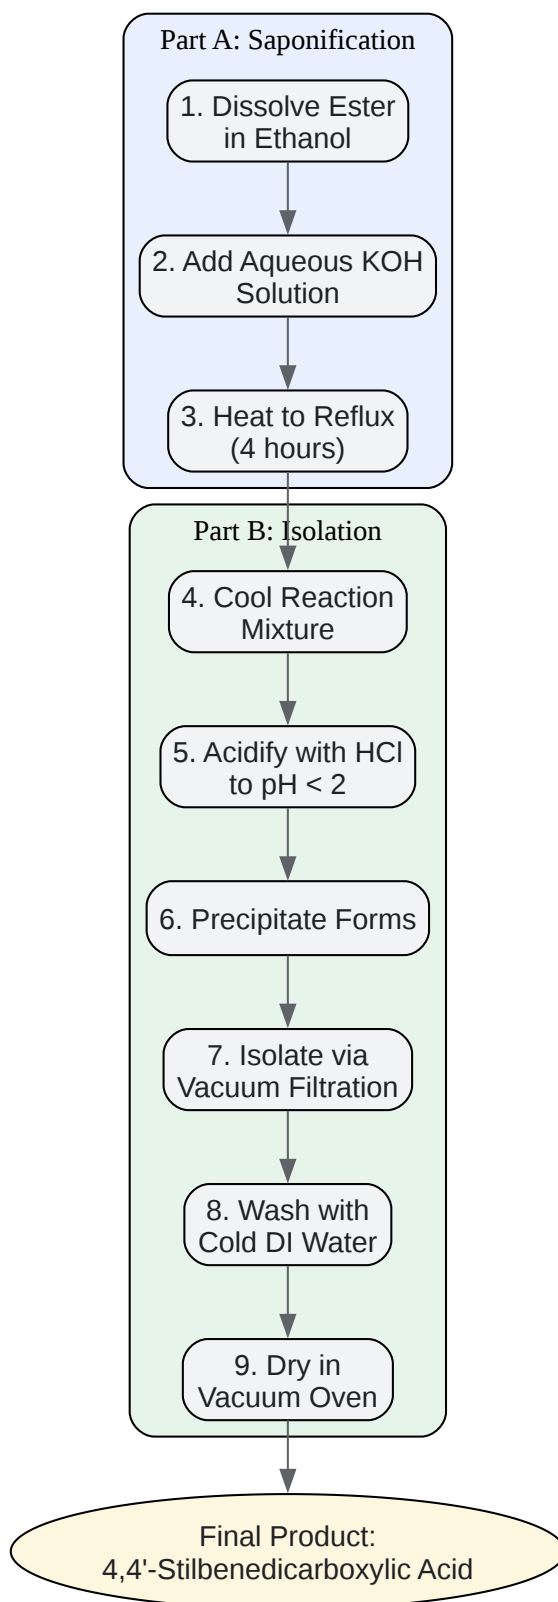 Part A: Saponification
1. Dissolve Ester
in Ethanol
2. Add Aqueous KOH
Solution
3. Heat to Reflux
(4 hours)
Part B: Isolation
4. Cool Reaction
Mixture
5. Acidify with HCl
to pH < 2
6. Precipitate Forms
7. Isolate via
Vacuum Filtration
8. Wash with
Cold DI Water
9. Dry in
Vacuum Oven
Final Product:
4,4'-Stilbenedicarboxylic Acid